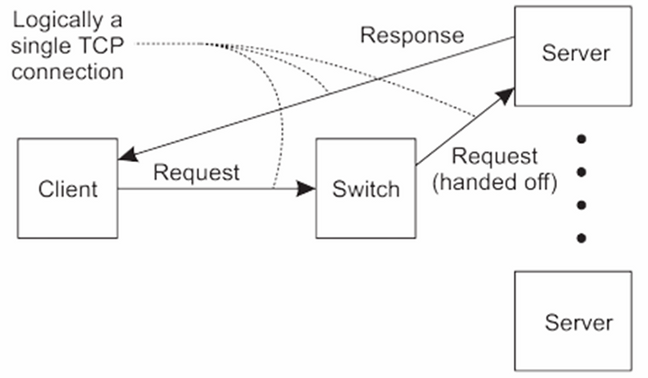 Logically a
single TCP
connection
Response
Server
Client
Request
Switch
Request
(handed off)
Server